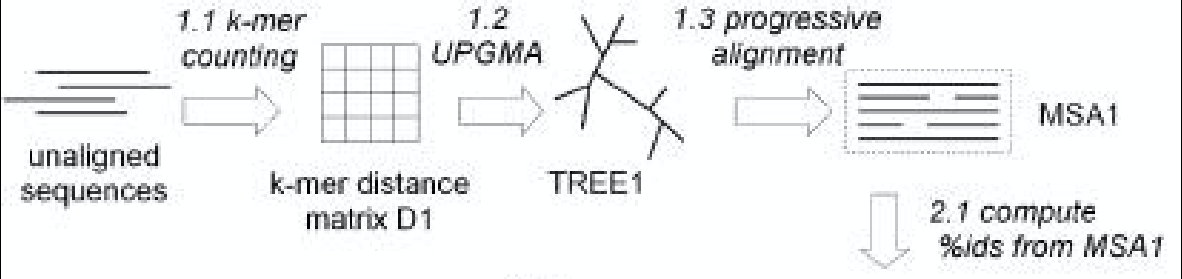 1.1 k-mer
counting
1.2
UPGMA
1.3 progressive
alignment
unaligned
sequences
k-mer distance
matrix D1
TREE1
MSA1
2.1 compute
%ids from MSA1